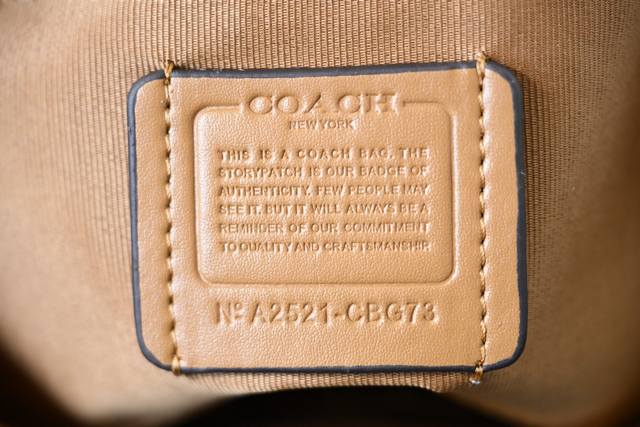 COACH
NEW YORK
THIS IS A COACH BAG. THE
STORYPATCH IS OUR BADGE OF
AUTHENTICITY. FEW PEOPLE MAY
SEE IT. BUT IT WILL ALWAYS BE A
REMINDER OF OUR COMMITMENT
TO QUALITY AND CRAFTSMANSHIP
Nº A2521-CBG73